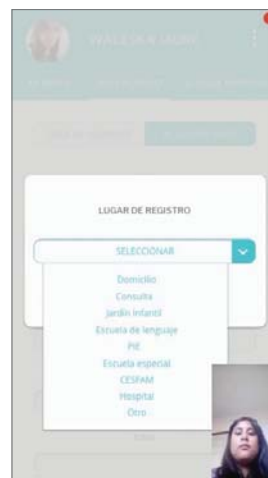 LUGAR DE REGISTRO
SELECCIONAR
Domicilio
Consulta
Jardín Infantil
Escuela de lenguaje
PIE
Escuela especial
CESFAM
Hospital
Otro